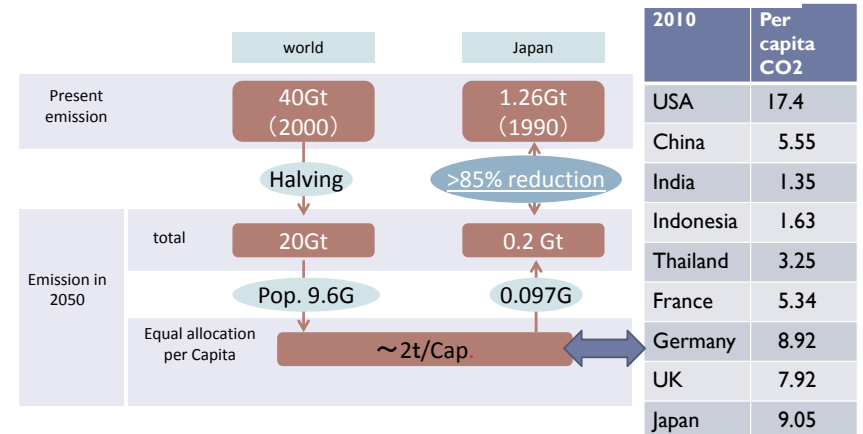 world
Japan
Present
emission
40Gt
（2000）
1.26Gt
（1990）
Halving
>85% reduction
Emission in
2050
total
20Gt
0.2 Gt
Pop. 9.6G
0.097G
Equal allocation
per Capita
～2t/Cap.
2010
Per
capita
CO2
USA 17.4
China 5.55
India 1.35
Indonesia 1.63
Thailand 3.25
France 5.34
Germany 8.92
UK 7.92
Japan 9.05